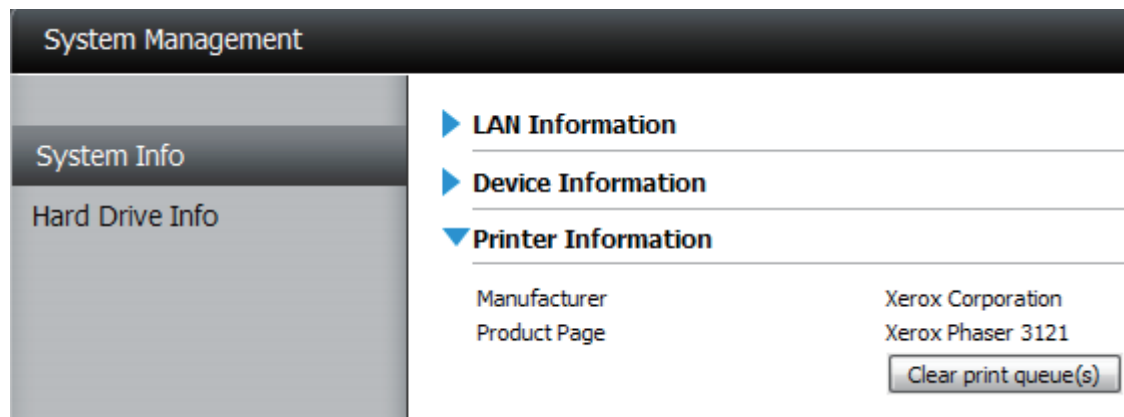 System Management
System Info
Hard Drive Info
LAN Information
Device Information
Printer Information
Manufacturer Xerox Corporation
Product Page Xerox Phaser 3121
Clear print queue(s)